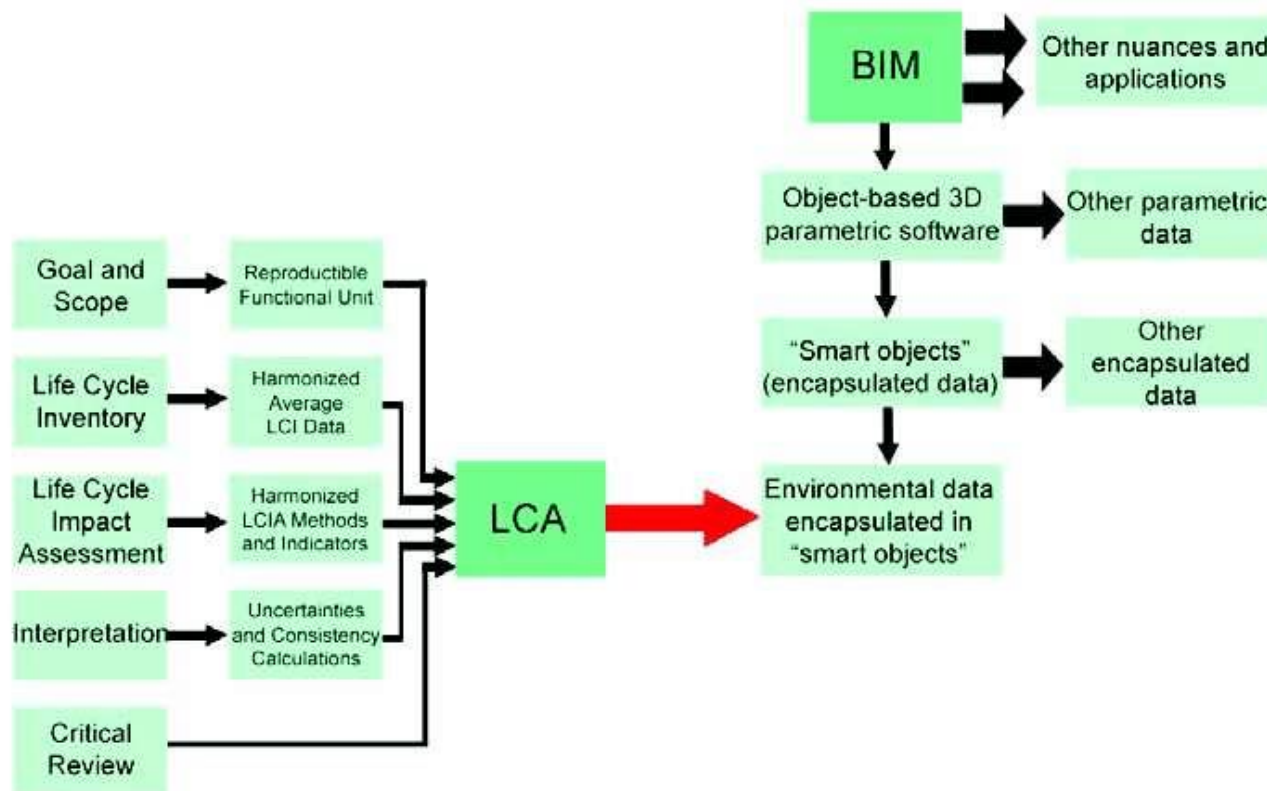 BIM
Other nuances and
applications
Object-based 3D
parametric software
Other parametric
data
Goal and
Scope
Reproductible
Functional Unit
“Smart objects”
(encapsulated data)
Other
encapsulated
data
Life Cycle
Inventory
Harmonized
Average
LCI Data
Life Cycle
Impact
Assessment
Harmonized
LCIA Methods
and Indicators
LCA
Environmental data
encapsulated in
“smart objects”
Interpretation
Uncertainties
and Consistency
Calculations
Critical
Review